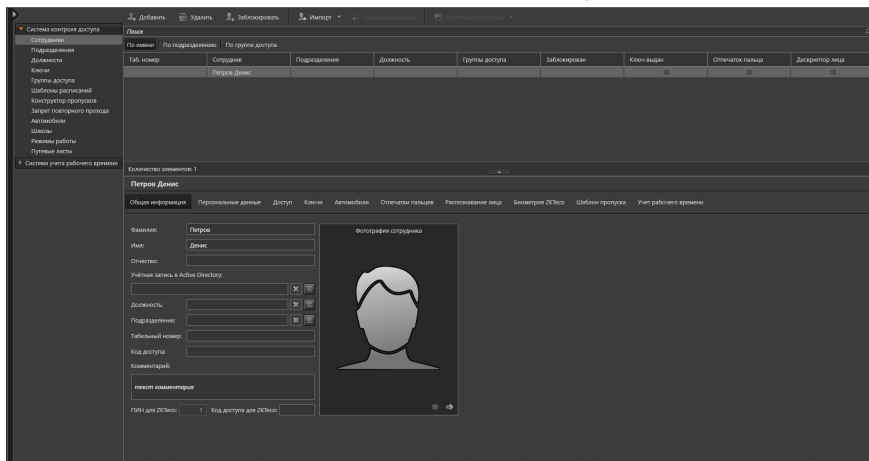 Добавить Удалить Заблокировать Импорт
Система контроля доступа
Сотрудники
Подразделения
Должности
Ключи
Группы доступа
Шаблоны расписаний
Конструктор пропусков
Запрет повторного прохода
Автомобили
Шлюзы
Режимы работы
Путевые листы
Система учета рабочего времени
Поиск
По имени По подразделению По группе доступа
Таб. номер Сотрудник Подразделение Должность Группы доступа Заблокирован Ключ выдан Отпечаток пальца Дескриптор лица
Петров Денис
Количество элементов: 1
Петров Денис
Общая информация Персональные данные Доступ Ключи Автомобили Отпечатки пальцев Распознавание лица Биометрия ZKTeco Шаблон пропуска Учет рабочего времени
Фамилия: Петров
Имя: Денис
Отчество:
Учётная запись в Active Directory:
Должность:
Подразделение:
Табельный номер:
Код доступа:
Комментарий:
текст комментария
ПИН для ZKTeco: 1 Код доступа для ZKTeco:
Фотография сотрудника